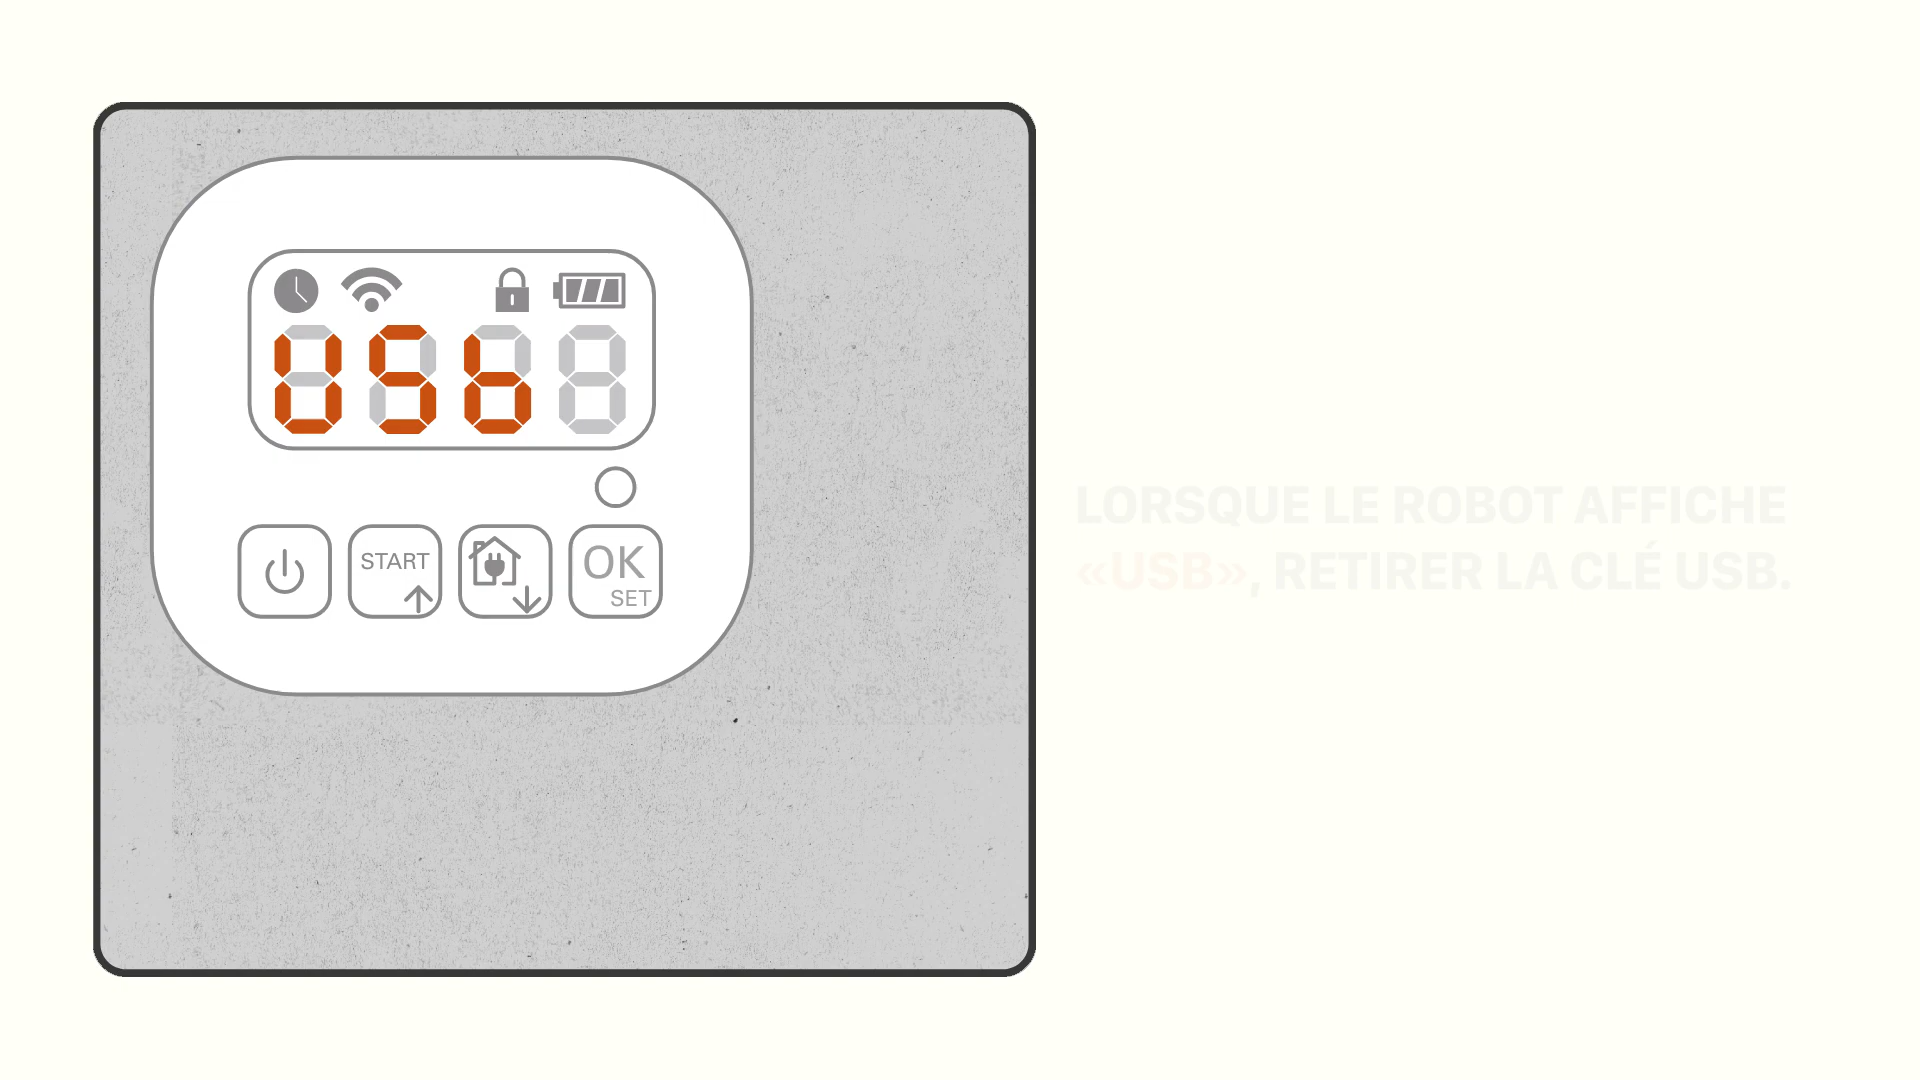 USb
START
OK
SET
LORSQUE LE ROBOT AFFICHE
«USB», RETIRER LA CLÉ USB.